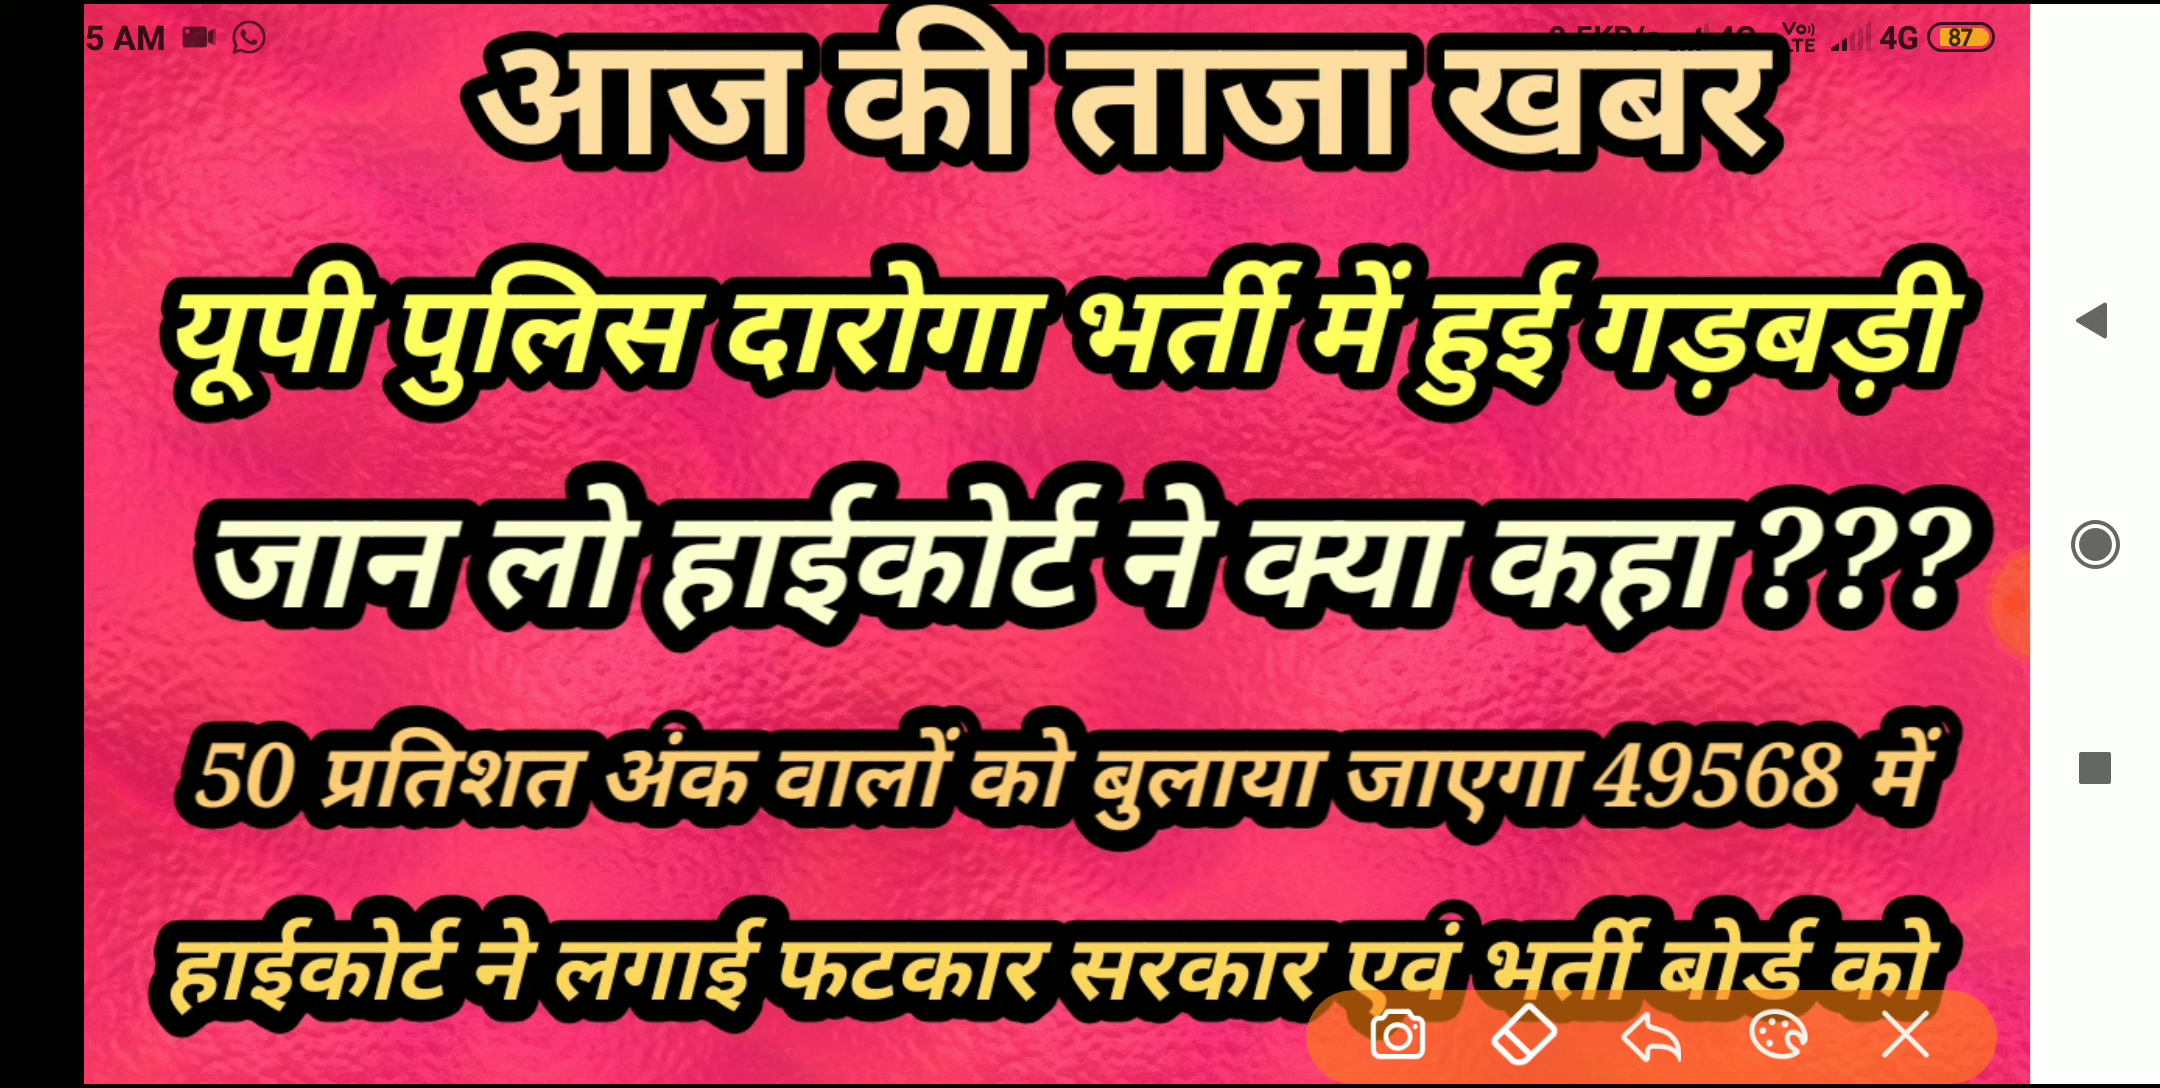 5 AM 4G 87
आज की ताजा खबर
यूपी पुलिस दारोगा भर्ती में हुई गड़बड़ी
जान लो हाईकोर्ट ने क्या कहा ???
50 प्रतिशत अंक वालों को बुलाया जाएगा 49568 में
हाईकोर्ट ने लगाई फटकार सरकार एवं भर्ती बोर्ड को